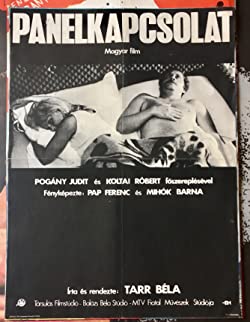 PANELKAPCSOLAT
Magyar film
POGÁNY JUDIT és KOLTAI RÓBERT főszereplésével
Fényképezte: PAP FERENC és MIHÓK BARNA
Írta és rendezte: TARR BÉLA
Társulás Filmstúdió - Balázs Béla Stúdió - MTV Fiatal Művészek Stúdiója